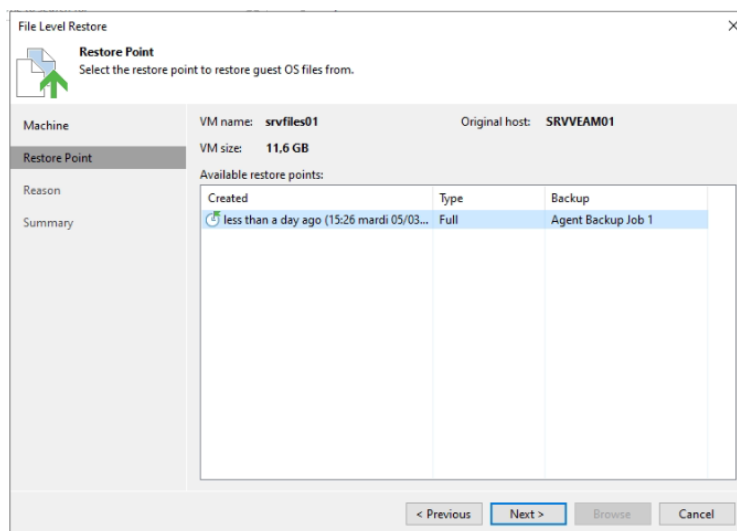 File Level Restore
Restore Point
Select the restore point to restore guest OS files from.
Machine
Restore Point
Reason
Summary
VM name: srvfiles01 Original host: SRVVEAM01
VM size: 11,6 GB
Available restore points:
Created Type Backup
less than a day ago (15:26 mardi 05/03... Full Agent Backup Job 1
< Previous Next > Browse Cancel